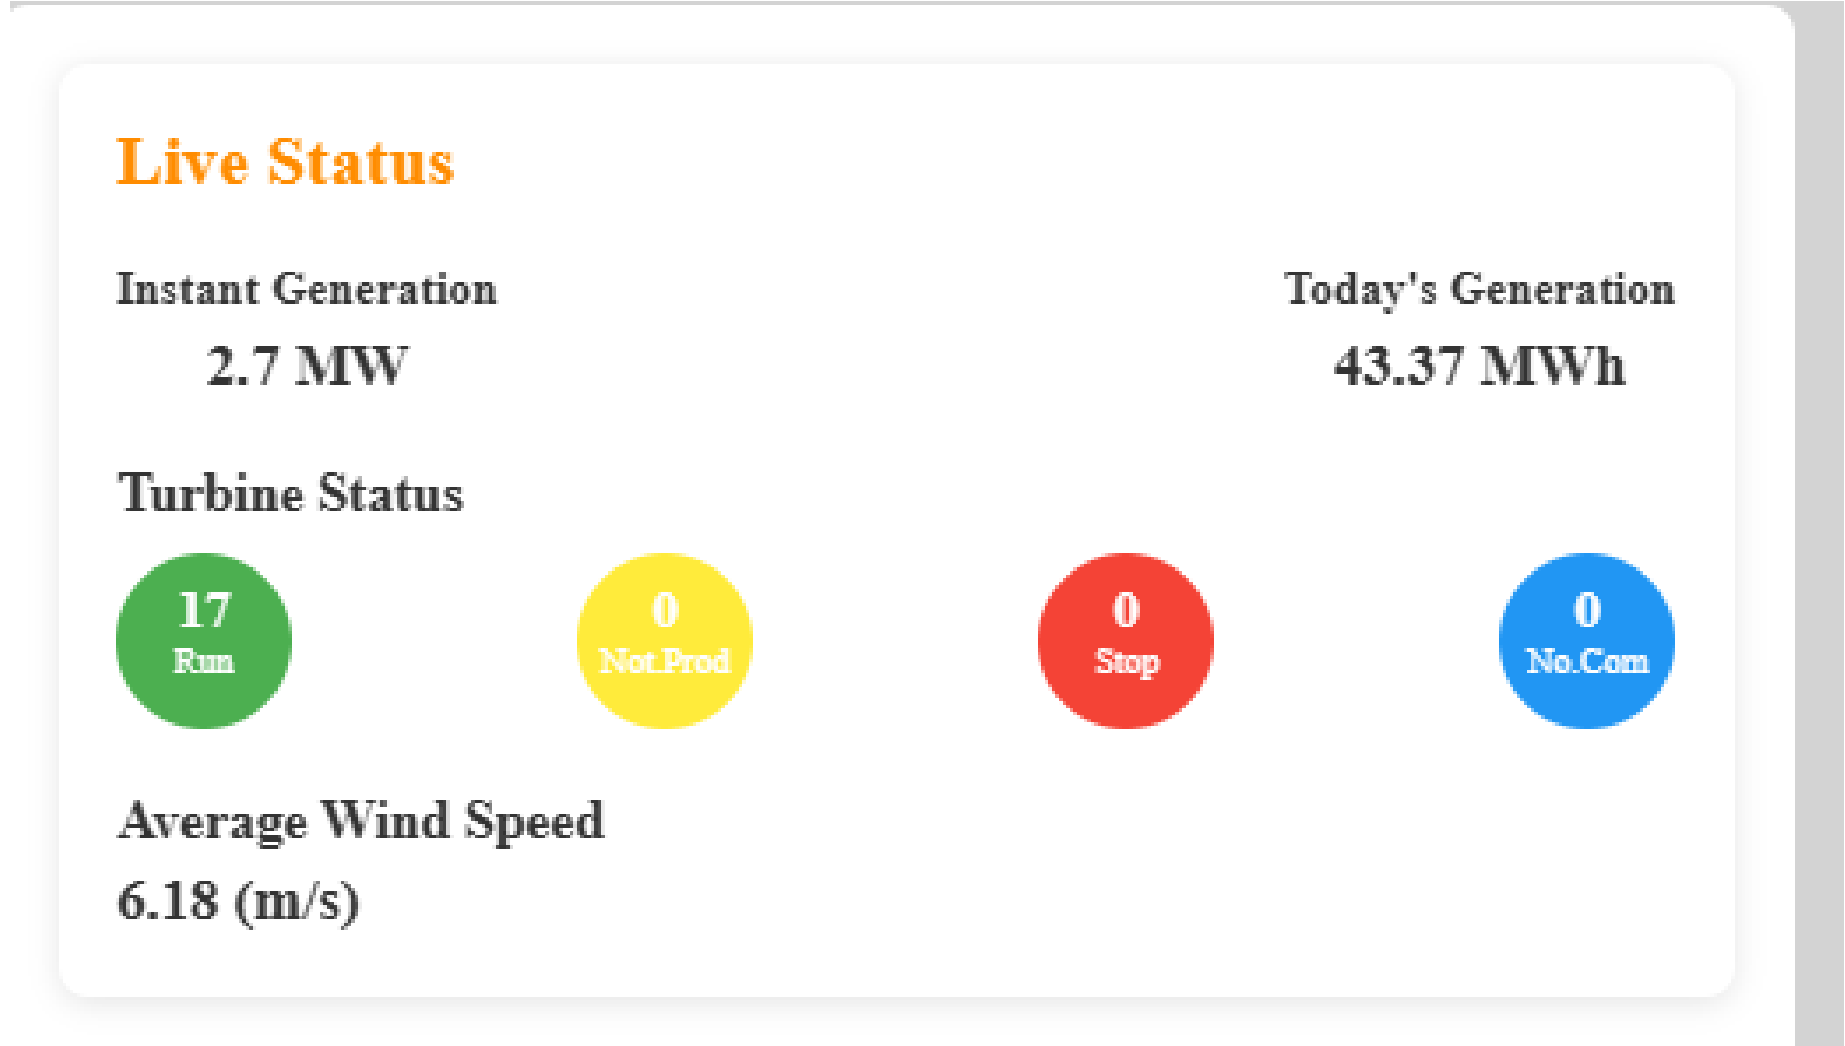 Live Status
Instant Generation
2.7 MW
Today's Generation
43.37 MWh
Turbine Status
17
Run
0
Not.Prod
0
Stop
0
No.Com
Average Wind Speed
6.18 (m/s)